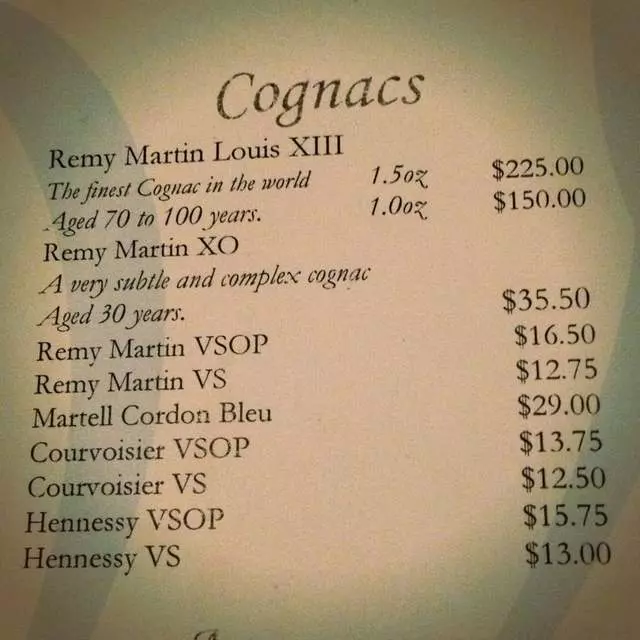 Cognacs
Remy Martin Louis XIII
The finest Cognac in the world 1.5oz $225.00
Aged 70 to 100 years. 1.0oz $150.00
Remy Martin XO
A very subtle and complex cognac
Aged 30 years. $35.50
Remy Martin VSOP $16.50
Remy Martin VS $12.75
Martell Cordon Bleu $29.00
Courvoisier VSOP $13.75
Courvoisier VS $12.50
Hennessy VSOP $15.75
Hennessy VS $13.00